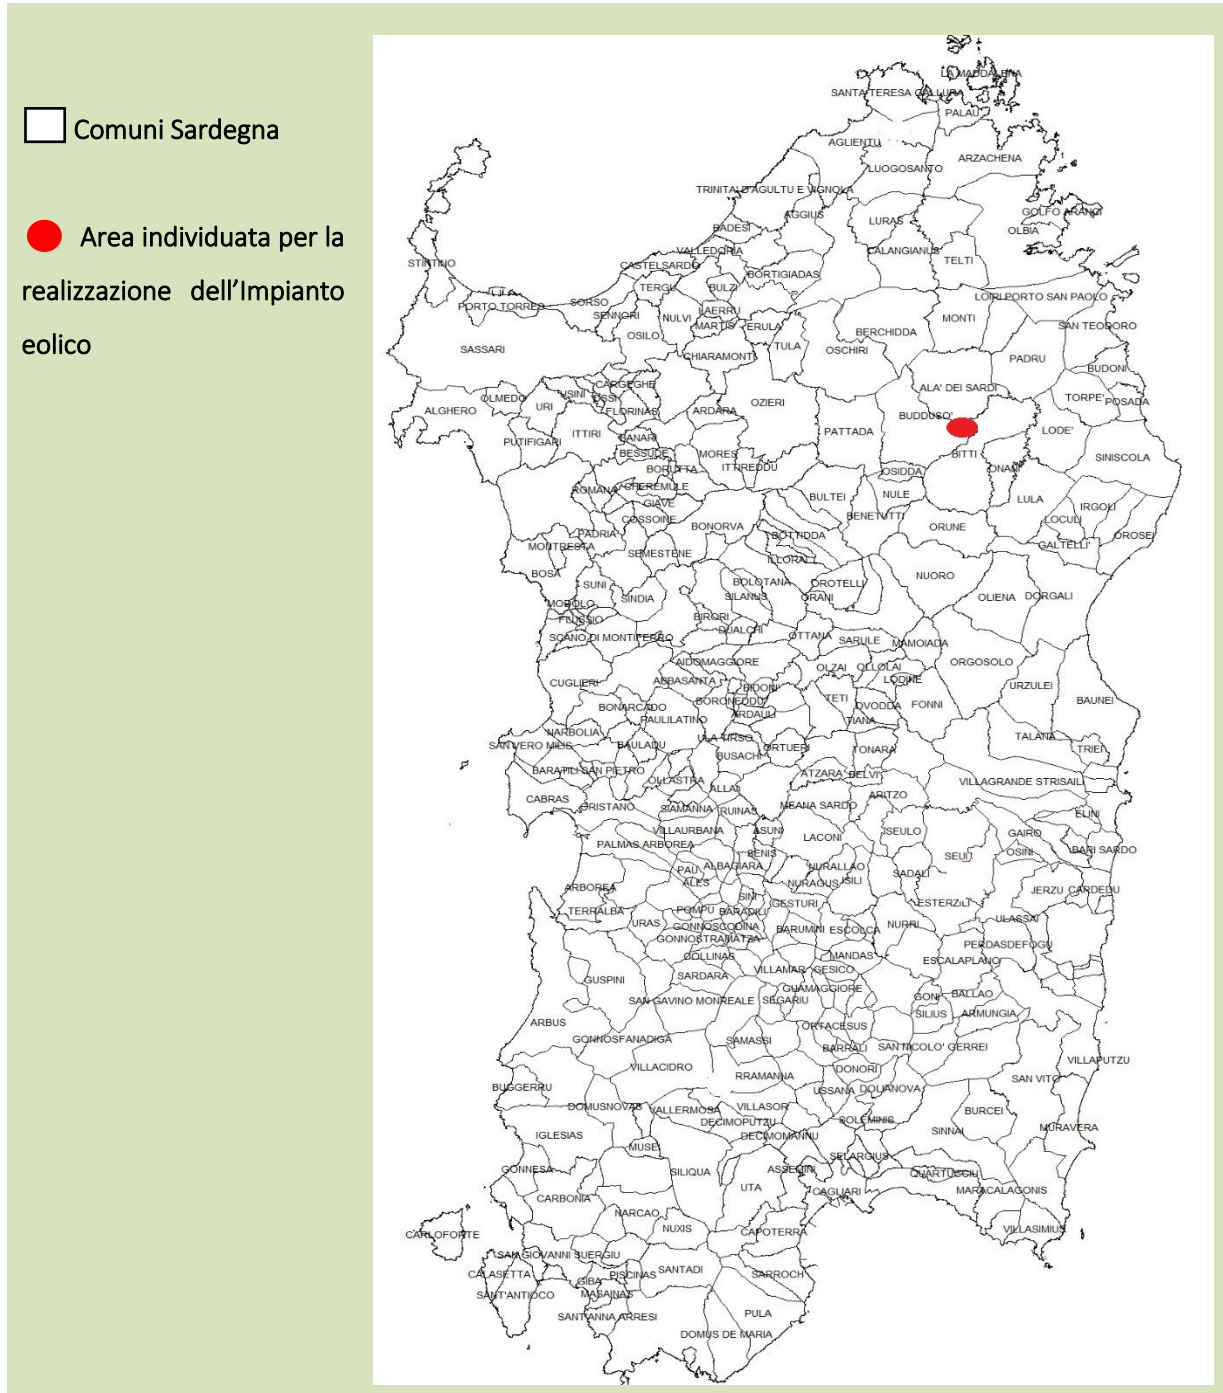 Comuni Sardegna
Area individuata per la
realizzazione dell'Impianto
eolico
LA MADDALENA
SANTA TERESA GALLURA
PALAU
AGLIENTU
ARZACHENA
LUOGOSANTO
TRINITA' D'AGULTU E VIGNOLA
AGGIUS
LURAS
GOLFO ARANCI
BADESI
OLBIA
VALLEDORIA
CALANGIANUS
TELTI
STINTINO
CASTELSARDO
BORTIGIADAS
TERGU
BULZI
LOIRI PORTO SAN PAOLO
PORTO TORRES
SORSO
SENNORI
NULVI
LAERRU
MARTIS
ERULA
MONTI
SAN TEODORO
OSILO
BERCHIDDA
SASSARI
TULA
OSCHIRI
CHIARAMONTI
PADRU
BUDONI
CARGEGHE
ALA' DEI SARDI
OLMEDO
USINI
OSSI
TORPE'
POSADA
ALGHERO
URI
FLORINAS
ARDARA
OZIERI
BUDDUSO'
ITTIRI
PATTADA
LODE'
PUTIFIGARI
BANARI
BESSUDE
MORES
BITTI
SINISCOLA
BORUTTA
ITTIREDDU
OSIDDA
ONANI'
ROMANA
CHEREMULE
BULTEI
NULE
LULA
GIAVE
IRGOLI
COSSOINE
BENETUTTI
LOCULI
BONORVA
ORUNE
PADRIA
BOTTIDDA
OROSEI
MONTRESTA
SEMESTENE
GALTELLI'
ILLORAI
BOSA
SUNI
BOLOTANA
OROTELLI
NUORO
SINDIA
SILANUS
ORANI
OLIENA
DORGALI
MODOLO
FLUSSIO
BIRORI
DUALCHI
SCANO DI MONTIFERRO
OTTANA
SARULE
MAMOIADA
AIDOMAGGIORE
OLZAI
OLLOLAI
ORGOSOLO
CUGLIERI
ABBASANTA
BIDONI'
LODINE
URZULEI
BONARCADO
BORONEDDU
TETI
OVODDA
FONNI
BAUNEI
PAULILATINO
ARDAULI
TIANA
NARBOLIA
ULA TIRSO
TALANA
SAN VERO MILIS
BAULADU
BUSACHI
ORTUERI
TONARA
TRIEI
BARATILI SAN PIETRO
OLLASTRA
ATZARA
BELVI'
VILLAGRANDE STRISAILI
ALLAI
ARITZO
CABRAS
ORISTANO
SIAMANNA
RUINAS
MEANA SARDO
ELINI
VILLAURBANA
ASUNI
LACONI
SEULO
GAIRO
PALMAS ARBOREA
SENIS
SEUI
OSINI
BARI SARDO
PAU
ALBAGIARA
NURALLAO
SADALI
ARBOREA
ALES
NURAGUS
ISILI
JERZU
CARDEDU
SINI
GESTURI
ESTERZILI
TERRALBA
POMPU
BARADILI
URAS
GONNOSCODINA
BARUMINI
ESCOLCA
NURRI
ULASSAI
GONNOSTRAMATZA
PERDASDEFOGU
COLLINAS
MANDAS
ESCALAPLANO
GUSPINI
SARDARA
VILLAMAR
GESICO
GUAMAGGIORE
SAN GAVINO MONREALE
SEGARIU
GONI
BALLAO
SILIUS
ARMUNGIA
ARBUS
ORTACESUS
GONNOSFANADIGA
SAMASSI
BARRALI
SAN NICOLO' GERREI
VILLACIDRO
VILLAPUTZU
RRAMANNA
DONORI
SAN VITO
BUGGERRU
USSANA
DOLIANOVA
DOMUSNOVAS
VALLERMOSA
VILLASOR
BURCEI
DECIMOPUTZU
SOLEMINIS
IGLESIAS
DECIMOMANNU
SINNAI
MURAVERA
MUSEI
SELARGIUS
GONNESA
SILIQUA
ASSEMINI
QUARTUCCIU
CARBONIA
UTA
CAGLIARI
MARACALAGONIS
NARCAO
CARLOFORTE
NUXIS
CAPOTERRA
VILLASIMIUS
SAN GIOVANNI SUERGIU
CALASETTA
GIBA
PISCINAS
SANTADI
SARROCH
SANT'ANTIOCO
MASAINAS
SANT'ANNA ARRESI
PULA
DOMUS DE MARIA